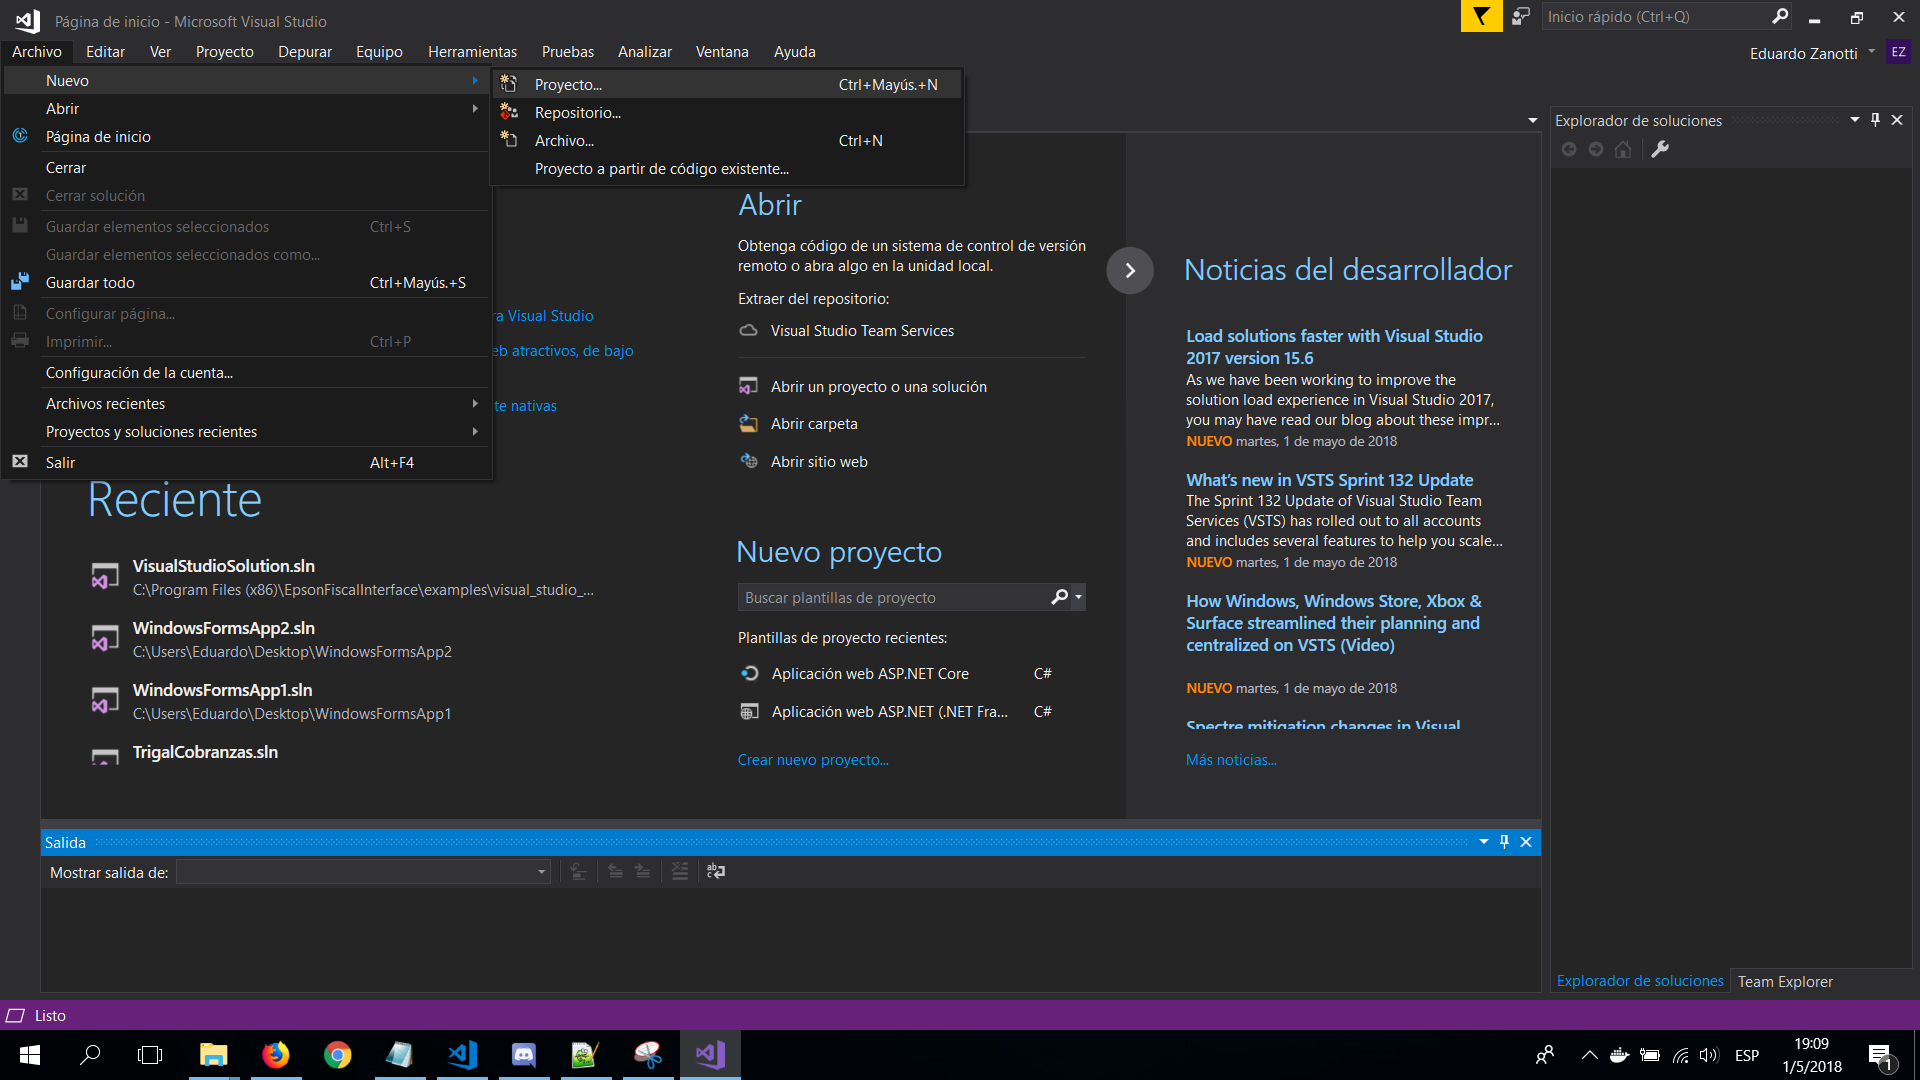 Página de inicio - Microsoft Visual Studio
Inicio rápido (Ctrl+Q)
Archivo Editar Ver Proyecto Depurar Equipo Herramientas Pruebas Analizar Ventana Ayuda
Eduardo Zanotti EZ
Nuevo
Abrir
Página de inicio
Cerrar
Cerrar solución
Guardar elementos seleccionados Ctrl+S
Guardar elementos seleccionados como...
Guardar todo Ctrl+Mayús.+S
Configurar página...
Imprimir... Ctrl+P
Configuración de la cuenta...
Archivos recientes
Proyectos y soluciones recientes
Salir Alt+F4
Proyecto... Ctrl+Mayús.+N
Repositorio...
Archivo... Ctrl+N
Proyecto a partir de código existente...
ra Visual Studio
eb atractivos, de bajo
te nativas
Reciente
VisualStudioSolution.sln
C:\Program Files (x86)\EpsonFiscalInterface\examples\visual_studio_...
WindowsFormsApp2.sln
C:\Users\Eduardo\Desktop\WindowsFormsApp2
WindowsFormsApp1.sln
C:\Users\Eduardo\Desktop\WindowsFormsApp1
TrigalCobranzas.sln
Abrir
Obtenga código de un sistema de control de versión
remoto o abra algo en la unidad local.
Extraer del repositorio:
Visual Studio Team Services
Abrir un proyecto o una solución
Abrir carpeta
Abrir sitio web
Nuevo proyecto
Buscar plantillas de proyecto
Plantillas de proyecto recientes:
Aplicación web ASP.NET Core C#
Aplicación web ASP.NET (.NET Fra... C#
Crear nuevo proyecto...
Noticias del desarrollador
Load solutions faster with Visual Studio
2017 version 15.6
As we have been working to improve the
solution load experience in Visual Studio 2017,
you may have read our blog about these impr...
NUEVO martes, 1 de mayo de 2018
What's new in VSTS Sprint 132 Update
The Sprint 132 Update of Visual Studio Team
Services (VSTS) has rolled out to all accounts
and includes several features to help you scale...
NUEVO martes, 1 de mayo de 2018
How Windows, Windows Store, Xbox &
Surface streamlined their planning and
centralized on VSTS (Video)
NUEVO martes, 1 de mayo de 2018
Spectre mitigation changes in Visual
Más noticias...
Explorador de soluciones
Explorador de soluciones Team Explorer
Salida
Mostrar salida de:
Listo
ESP
19:09
1/5/2018
1